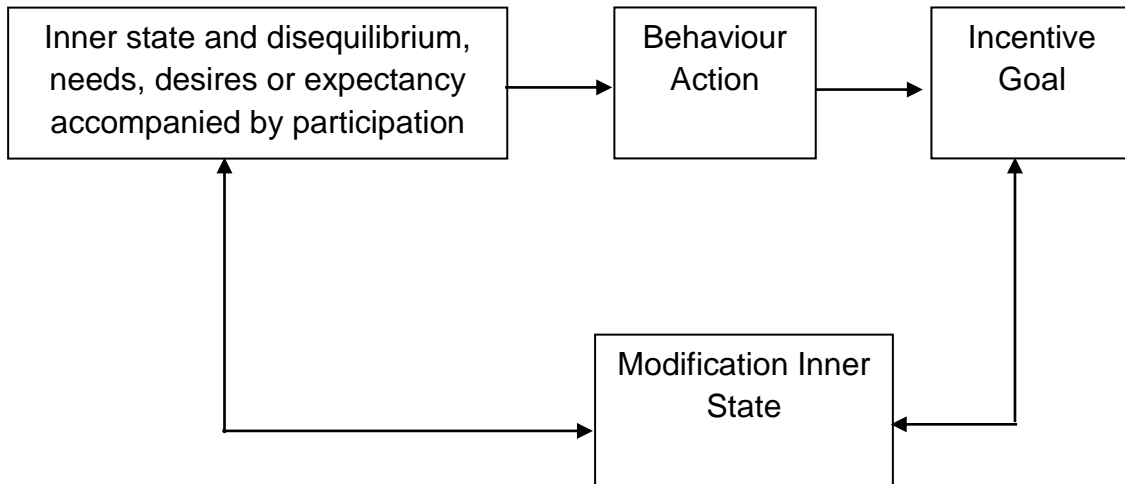 Inner state and disequilibrium,
needs, desires or expectancy
accompanied by participation
Behaviour
Action
Incentive
Goal
Modification Inner
State